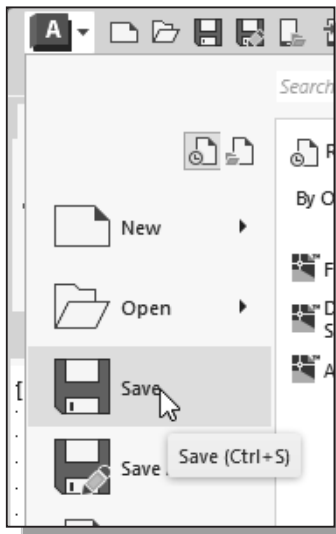 A
Search
R
By O
New
F
Open
D
S
Save
A
[
Save
Save (Ctrl+S)